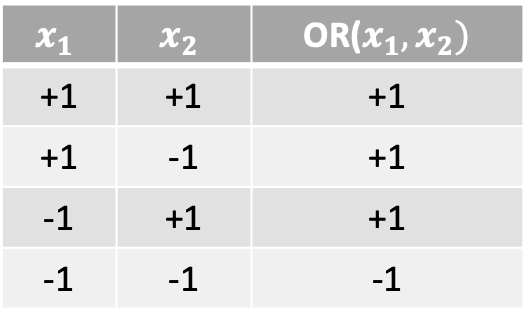 x₁ x₂ OR(x₁, x₂)
+1 +1 +1
+1 -1 +1
-1 +1 +1
-1 -1 -1